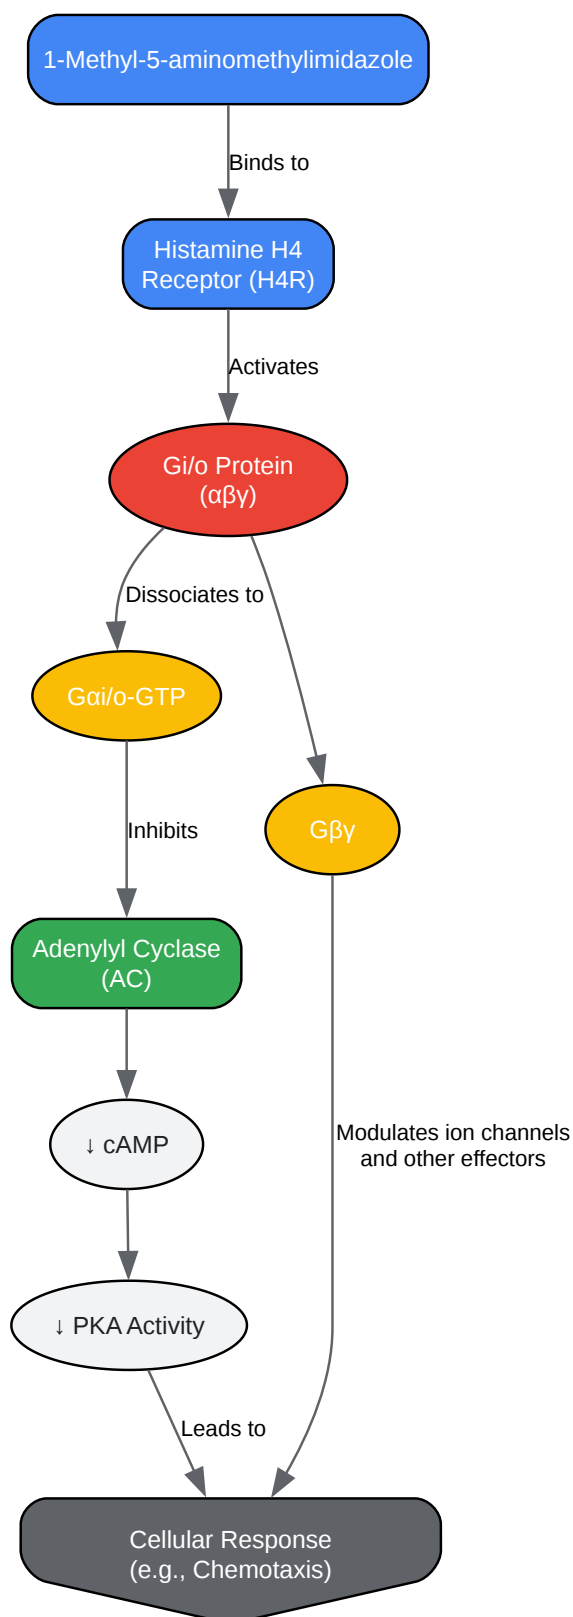 1-Methyl-5-aminomethylimidazole
Binds to
Histamine H4
Receptor (H4R)
Activates
Gi/o Protein
(αβγ)
Dissociates to
Gαi/o-GTP
Inhibits
Gβγ
Adenylyl Cyclase
(AC)
↓ cAMP
Modulates ion channels
and other effectors
↓ PKA Activity
Leads to
Cellular Response
(e.g., Chemotaxis)